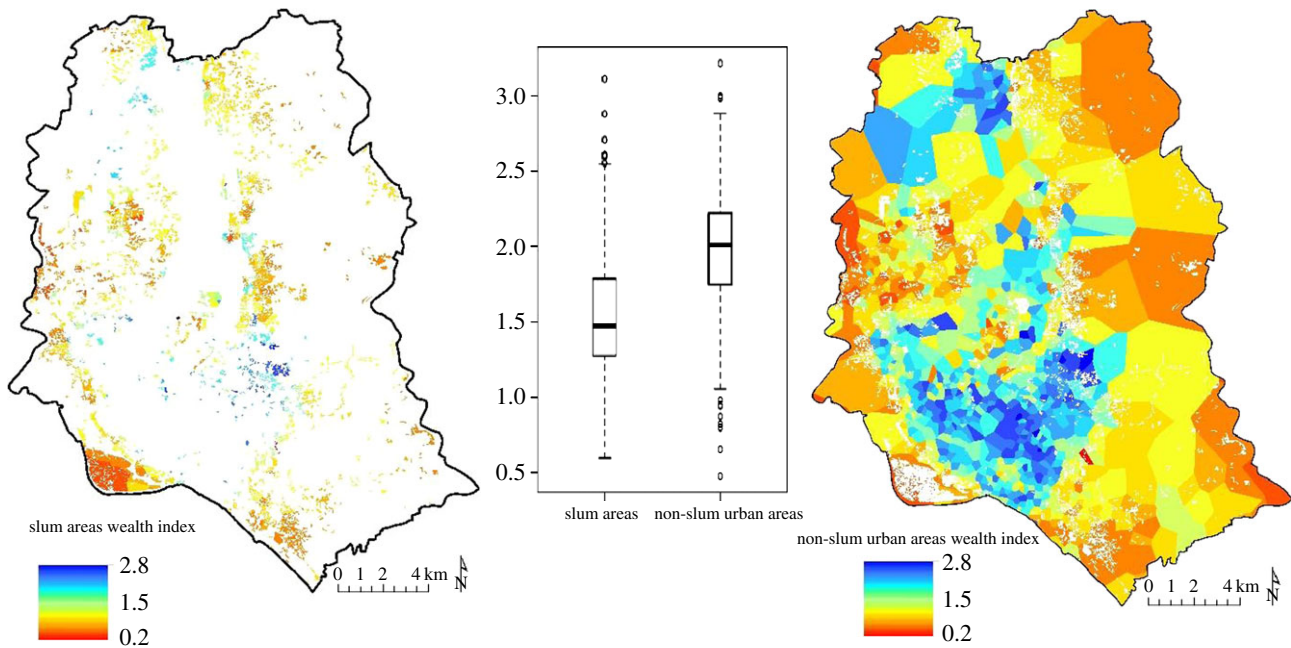 slum areas wealth index
2.8
1.5
0.2
0 1 2 4 km
N
3.0
2.5
2.0
1.5
1.0
0.5
slum areas non-slum urban areas
non-slum urban areas wealth index
2.8
1.5
0.2
0 1 2 4 km
N